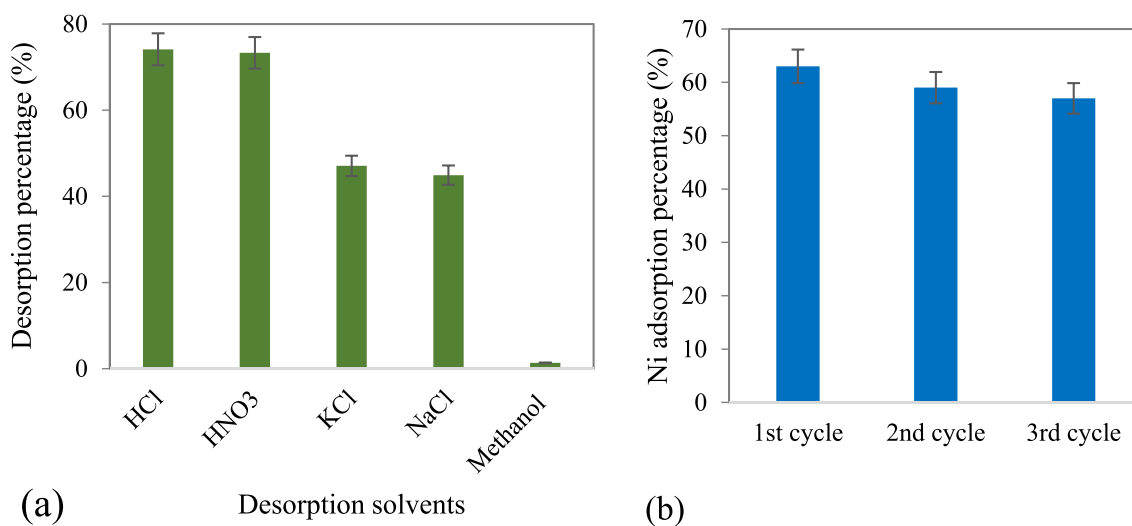 Desorption percentage (%)
80
60
40
20
0
HCl
HNO3
KCl
NaCl
Methanol
(a)
Desorption solvents
Ni adsorption percentage (%)
70
60
50
40
30
20
10
0
1st cycle
2nd cycle
3rd cycle
(b)